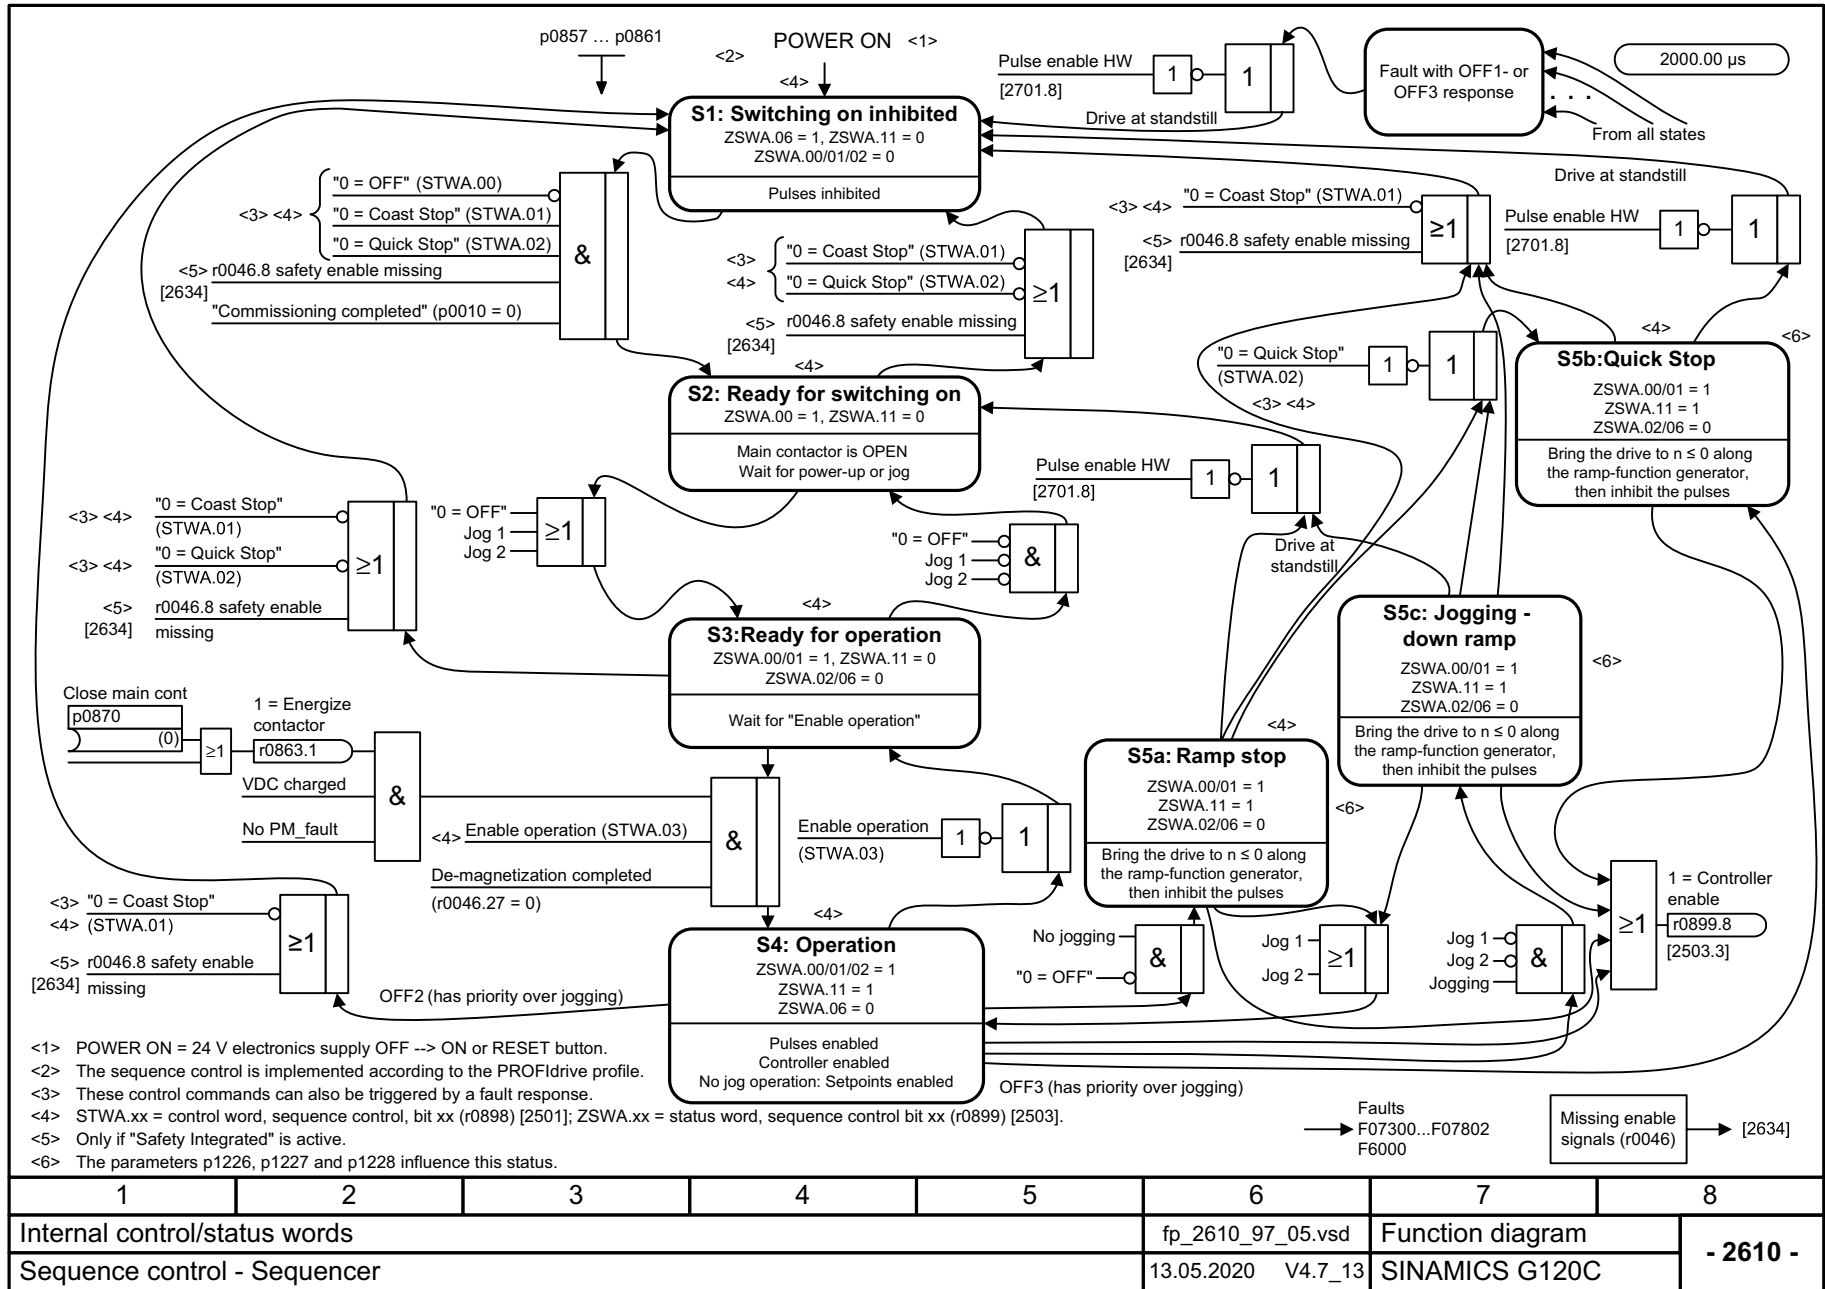 p0857 ... p0861
<2>
POWER ON <1>
<4>
S1: Switching on inhibited
ZSWA.06 = 1, ZSWA.11 = 0
ZSWA.00/01/02 = 0
Pulses inhibited
Pulse enable HW
[2701.8]
1
1
Drive at standstill
Fault with OFF1- or
OFF3 response
. . .
From all states
2000.00 µs
<3> <4>
"0 = OFF" (STWA.00)
"0 = Coast Stop" (STWA.01)
"0 = Quick Stop" (STWA.02)
<5> r0046.8 safety enable missing
[2634]
"Commissioning completed" (p0010 = 0)
&
<3>
<4>
"0 = Coast Stop" (STWA.01)
"0 = Quick Stop" (STWA.02)
<5> r0046.8 safety enable missing
[2634]
≥1
<3> <4>
"0 = Coast Stop" (STWA.01)
<5> r0046.8 safety enable missing
[2634]
≥1
Drive at standstill
Pulse enable HW
[2701.8]
1
1
<4>
S2: Ready for switching on
ZSWA.00 = 1, ZSWA.11 = 0
Main contactor is OPEN
Wait for power-up or jog
"0 = Quick Stop"
(STWA.02)
<3> <4>
1
1
<4>
<6>
S5b:Quick Stop
ZSWA.00/01 = 1
ZSWA.11 = 1
ZSWA.02/06 = 0
Bring the drive to n ≤ 0 along
the ramp-function generator,
then inhibit the pulses
Pulse enable HW
[2701.8]
1
1
Drive at
standstill
<3> <4>
"0 = Coast Stop"
(STWA.01)
<3> <4>
"0 = Quick Stop"
(STWA.02)
<5>
[2634]
r0046.8 safety enable
missing
≥1
"0 = OFF"
Jog 1
Jog 2
≥1
"0 = OFF"
Jog 1
Jog 2
&
<4>
S3:Ready for operation
ZSWA.00/01 = 1, ZSWA.11 = 0
ZSWA.02/06 = 0
Wait for "Enable operation"
S5c: Jogging -
down ramp
ZSWA.00/01 = 1
ZSWA.11 = 1
ZSWA.02/06 = 0
Bring the drive to n ≤ 0 along
the ramp-function generator,
then inhibit the pulses
<6>
Close main cont
p0870
(0)
≥1
1 = Energize
contactor
r0863.1
VDC charged
No PM_fault
&
<4> Enable operation (STWA.03)
De-magnetization completed
(r0046.27 = 0)
&
Enable operation
(STWA.03)
1
1
<4>
S5a: Ramp stop
ZSWA.00/01 = 1
ZSWA.11 = 1
ZSWA.02/06 = 0
Bring the drive to n ≤ 0 along
the ramp-function generator,
then inhibit the pulses
<6>
<3> "0 = Coast Stop"
<4> (STWA.01)
<5> r0046.8 safety enable
[2634] missing
≥1
OFF2 (has priority over jogging)
<4>
S4: Operation
ZSWA.00/01/02 = 1
ZSWA.11 = 1
ZSWA.06 = 0
Pulses enabled
Controller enabled
No jog operation: Setpoints enabled
No jogging
"0 = OFF"
&
Jog 1
Jog 2
≥1
Jog 1
Jog 2
Jogging
&
≥1
1 = Controller
enable
r0899.8
[2503.3]
OFF3 (has priority over jogging)
<1> POWER ON = 24 V electronics supply OFF --> ON or RESET button.
<2> The sequence control is implemented according to the PROFIdrive profile.
<3> These control commands can also be triggered by a fault response.
<4> STWA.xx = control word, sequence control, bit xx (r0898) [2501]; ZSWA.xx = status word, sequence control bit xx (r0899) [2503].
<5> Only if "Safety Integrated" is active.
<6> The parameters p1226, p1227 and p1228 influence this status.
Faults
F07300...F07802
F6000
Missing enable
signals (r0046)
[2634]
1 2 3 4 5 6 7 8
Internal control/status words
fp_2610_97_05.vsd
Function diagram
- 2610 -
Sequence control - Sequencer
13.05.2020 V4.7_13
SINAMICS G120C